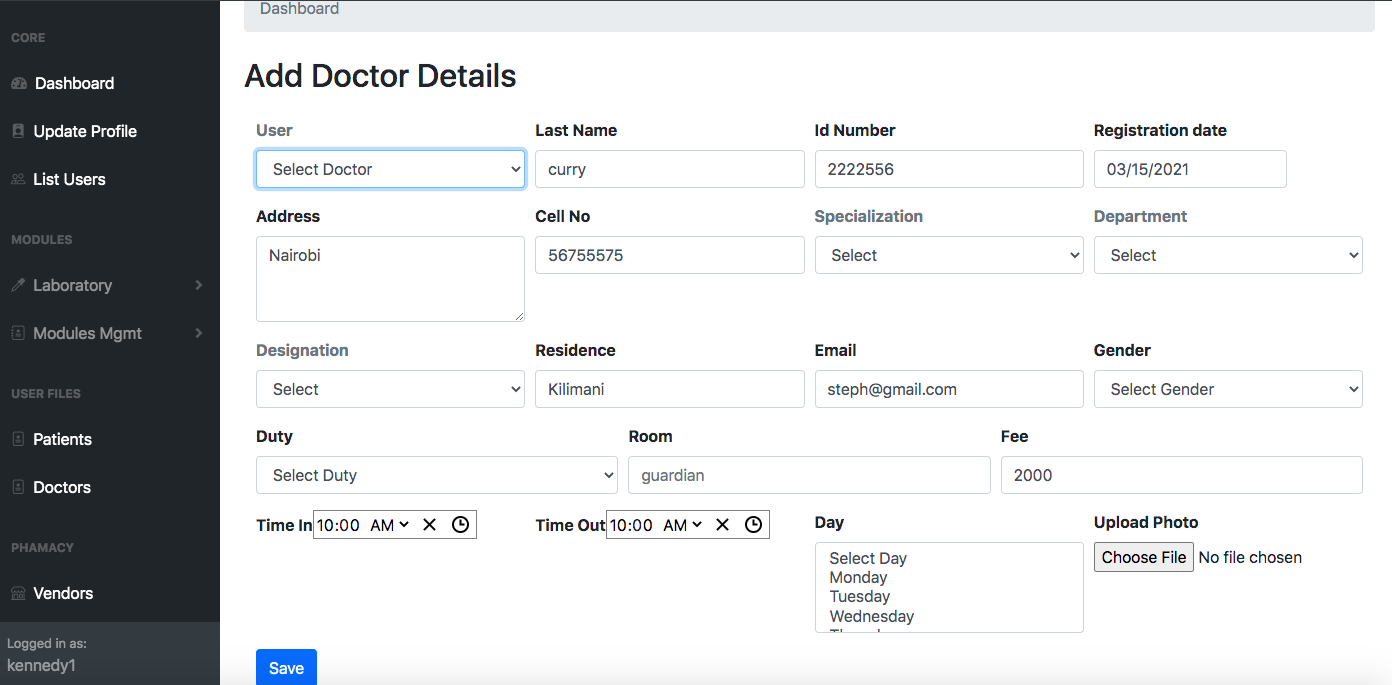 Dashboard
CORE
Dashboard
Update Profile
List Users
MODULES
Laboratory
Modules Mgmt
USER FILES
Patients
Doctors
PHAMACY
Vendors
Logged in as:
kennedy1
Add Doctor Details
User Last Name Id Number Registration date
Select Doctor curry 2222556 03/15/2021
Address Cell No Specialization Department
Nairobi 56755575 Select Select
Designation Residence Email Gender
Select Kilimani steph@gmail.com Select Gender
Duty Room Fee
Select Duty guardian 2000
Time In 10:00 AM Time Out 10:00 AM Day Upload Photo
Select Day Choose File No file chosen
Monday
Tuesday
Wednesday
Save